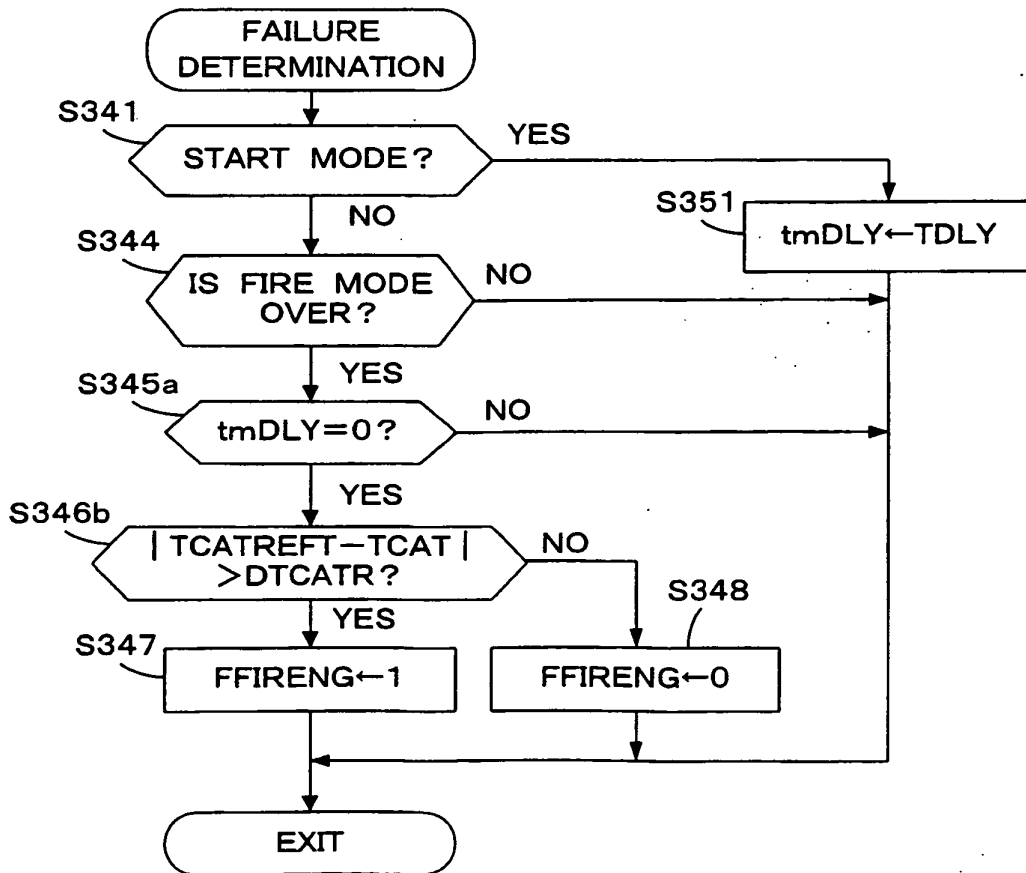 FAILURE
DETERMINATION
S341
START MODE?
YES
NO
S351
tmDLY←TDLY
S344
IS FIRE MODE
OVER?
NO
YES
S345a
tmDLY=0?
NO
YES
S346b
|TCATREFT−TCAT|
>DTCATR?
NO
YES
S347
FFIRENG←1
S348
FFIRENG←0
EXIT